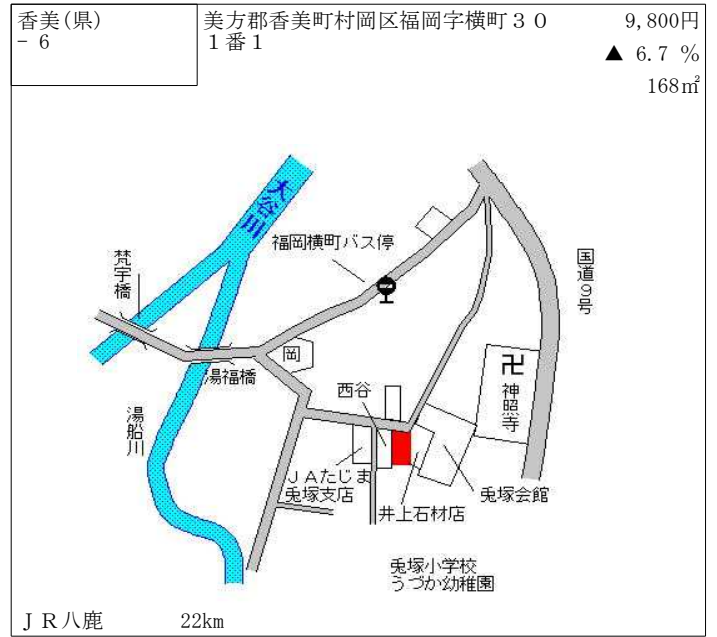 香美(県)
- 6
美方郡香美町村岡区福岡字横町３０
１番１
9,800円
▲ 6.7 %
168㎡
大谷川
福岡横町バス停
梵字橋
国道９号
岡
湯福橋
卍
神照寺
西谷
湯船川
ＪＡたじま
兎塚支店
兎塚会館
井上石材店
兎塚小学校
うづか幼稚園
ＪＲ八鹿 22km